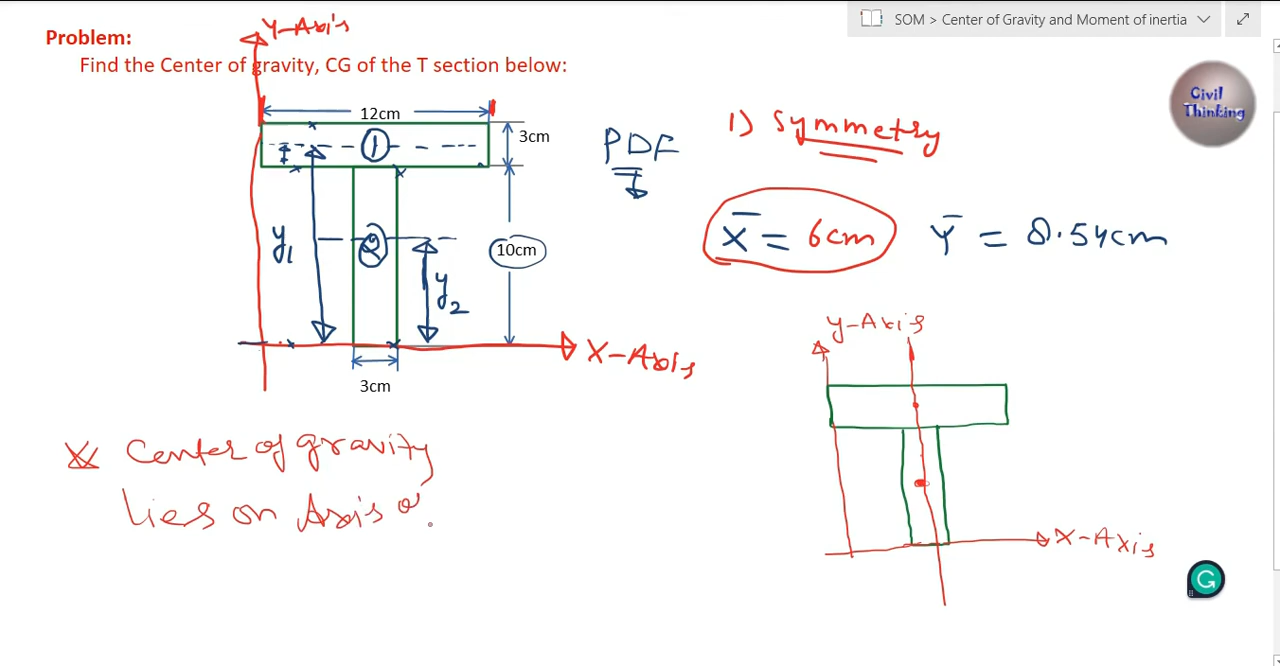 SOM > Center of Gravity and Moment of inertia
Problem:
Y-Axis
Find the Center of gravity, CG of the T section below:
Civil
Thinking
12cm
3cm
1
PDF
1) Symmetry
y1
2
10cm
y2
X̅ = 6cm
Y̅ = 8.54cm
X-Axis
3cm
y-Axis
* Center of gravity
lies on Axis o
X-Axis
G